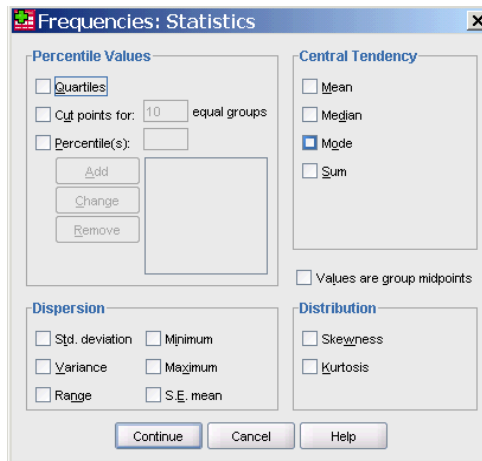 Frequencies: Statistics
Percentile Values
Quartiles
Cut points for: 10 equal groups
Percentile(s):
Add
Change
Remove
Central Tendency
Mean
Median
Mode
Sum
Values are group midpoints
Dispersion
Std. deviation
Minimum
Variance
Maximum
Range
S.E. mean
Distribution
Skewness
Kurtosis
Continue
Cancel
Help